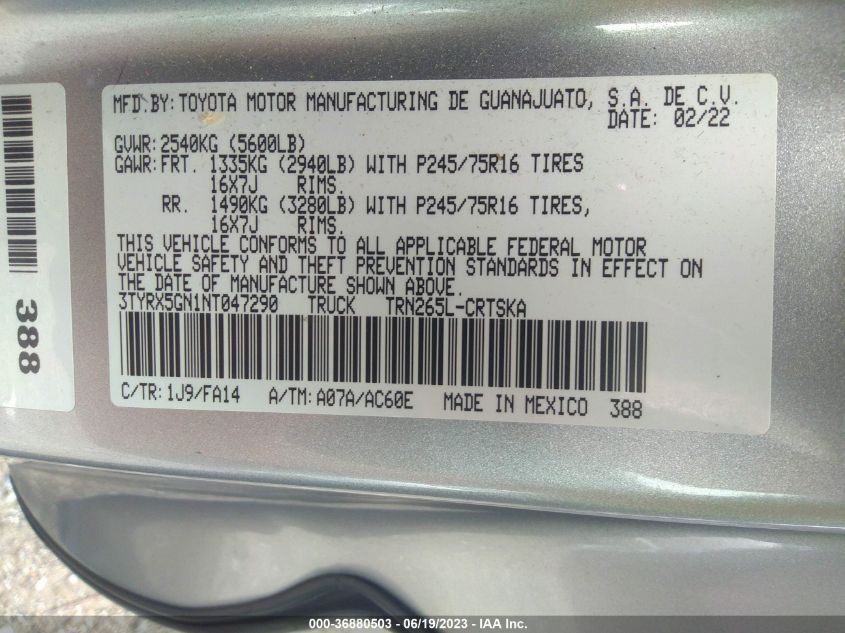 MFD.BY: TOYOTA MOTOR MANUFACTURING DE GUANAJUATO, S.A. DE C.V.
DATE: 02/22
GVWR: 2540KG (5600LB)
GAWR: FRT. 1335KG (2940LB) WITH P245/75R16 TIRES
16X7J RIMS.
RR. 1490KG (3280LB) WITH P245/75R16 TIRES,
16X7J RIMS.
THIS VEHICLE CONFORMS TO ALL APPLICABLE FEDERAL MOTOR
VEHICLE SAFETY AND THEFT PREVENTION STANDARDS IN EFFECT ON
THE DATE OF MANUFACTURE SHOWN ABOVE.
3TYRX5GN1NT047290 TRUCK TRN265L-CRTSKA
C/TR: 1J9/FA14 A/TM: A07A/AC60E MADE IN MEXICO 388
388
000-36880503 - 06/19/2023 - IAA Inc.